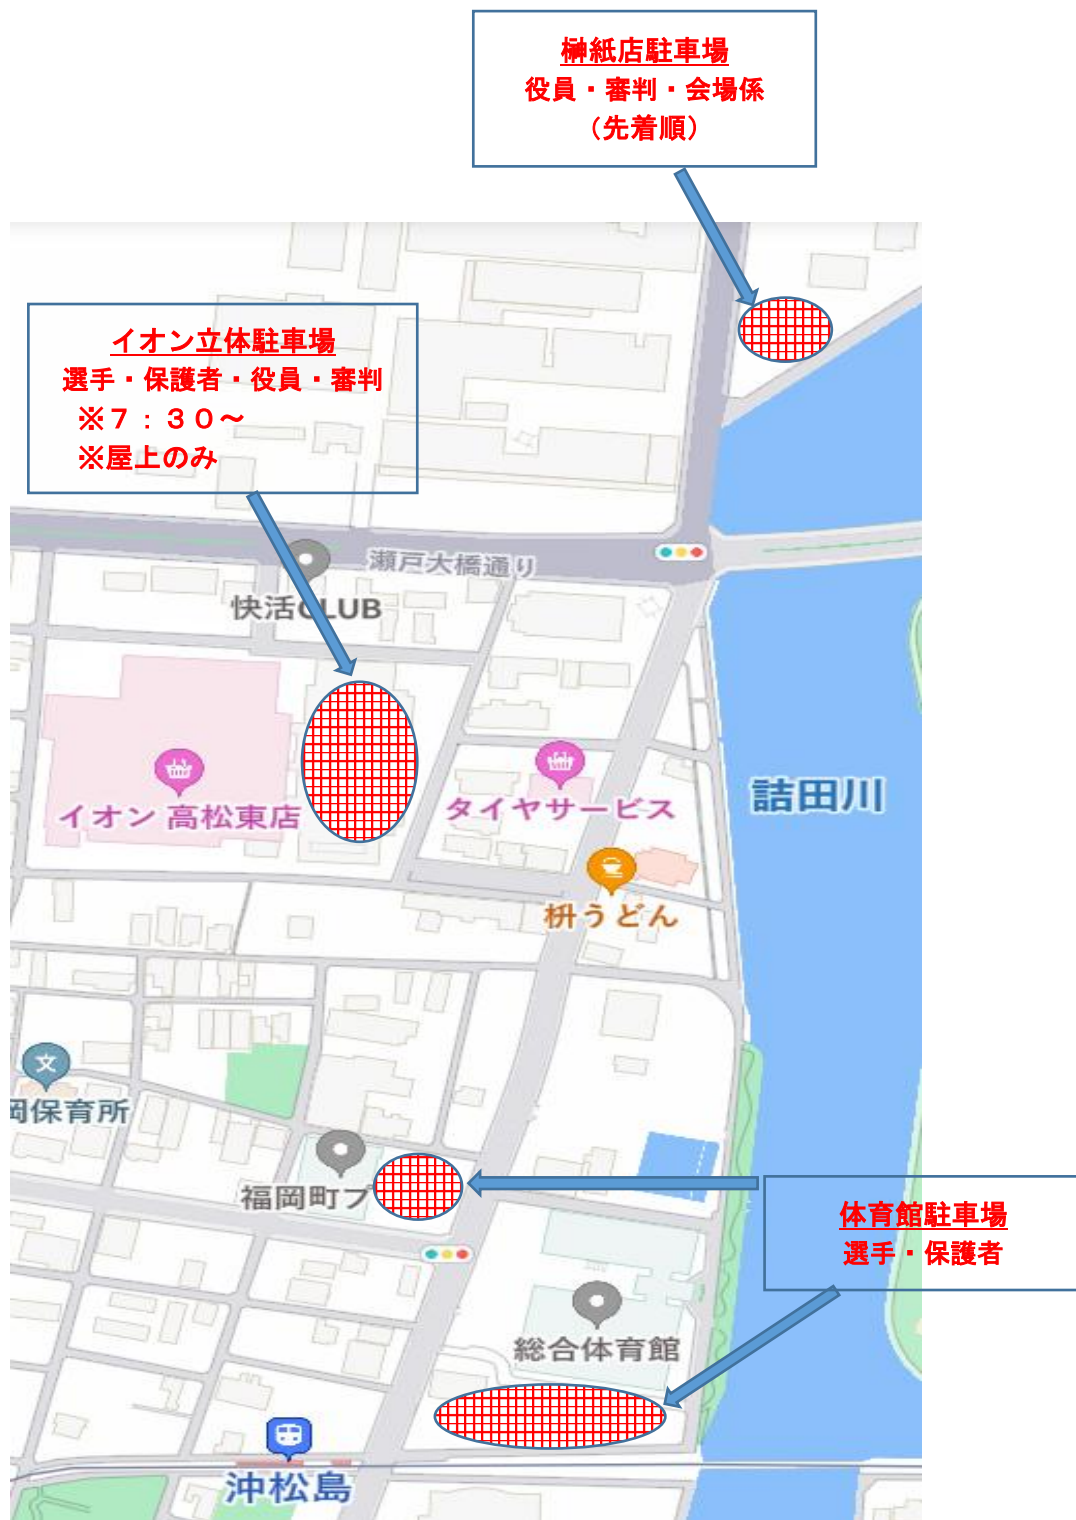 榊紙店駐車場
役員・審判・会場係
（先着順）
イオン立体駐車場
選手・保護者・役員・審判
※７：３０～
※屋上のみ
瀬戸大橋通り
快活CLUB
イオン 高松東店
タイヤサービス
詰田川
枡うどん
岡保育所
福岡町プ
体育館駐車場
選手・保護者
総合体育館
沖松島